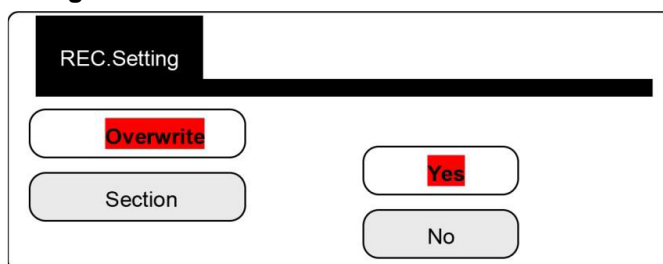 REC.Setting
Overwrite
Section
Yes
No